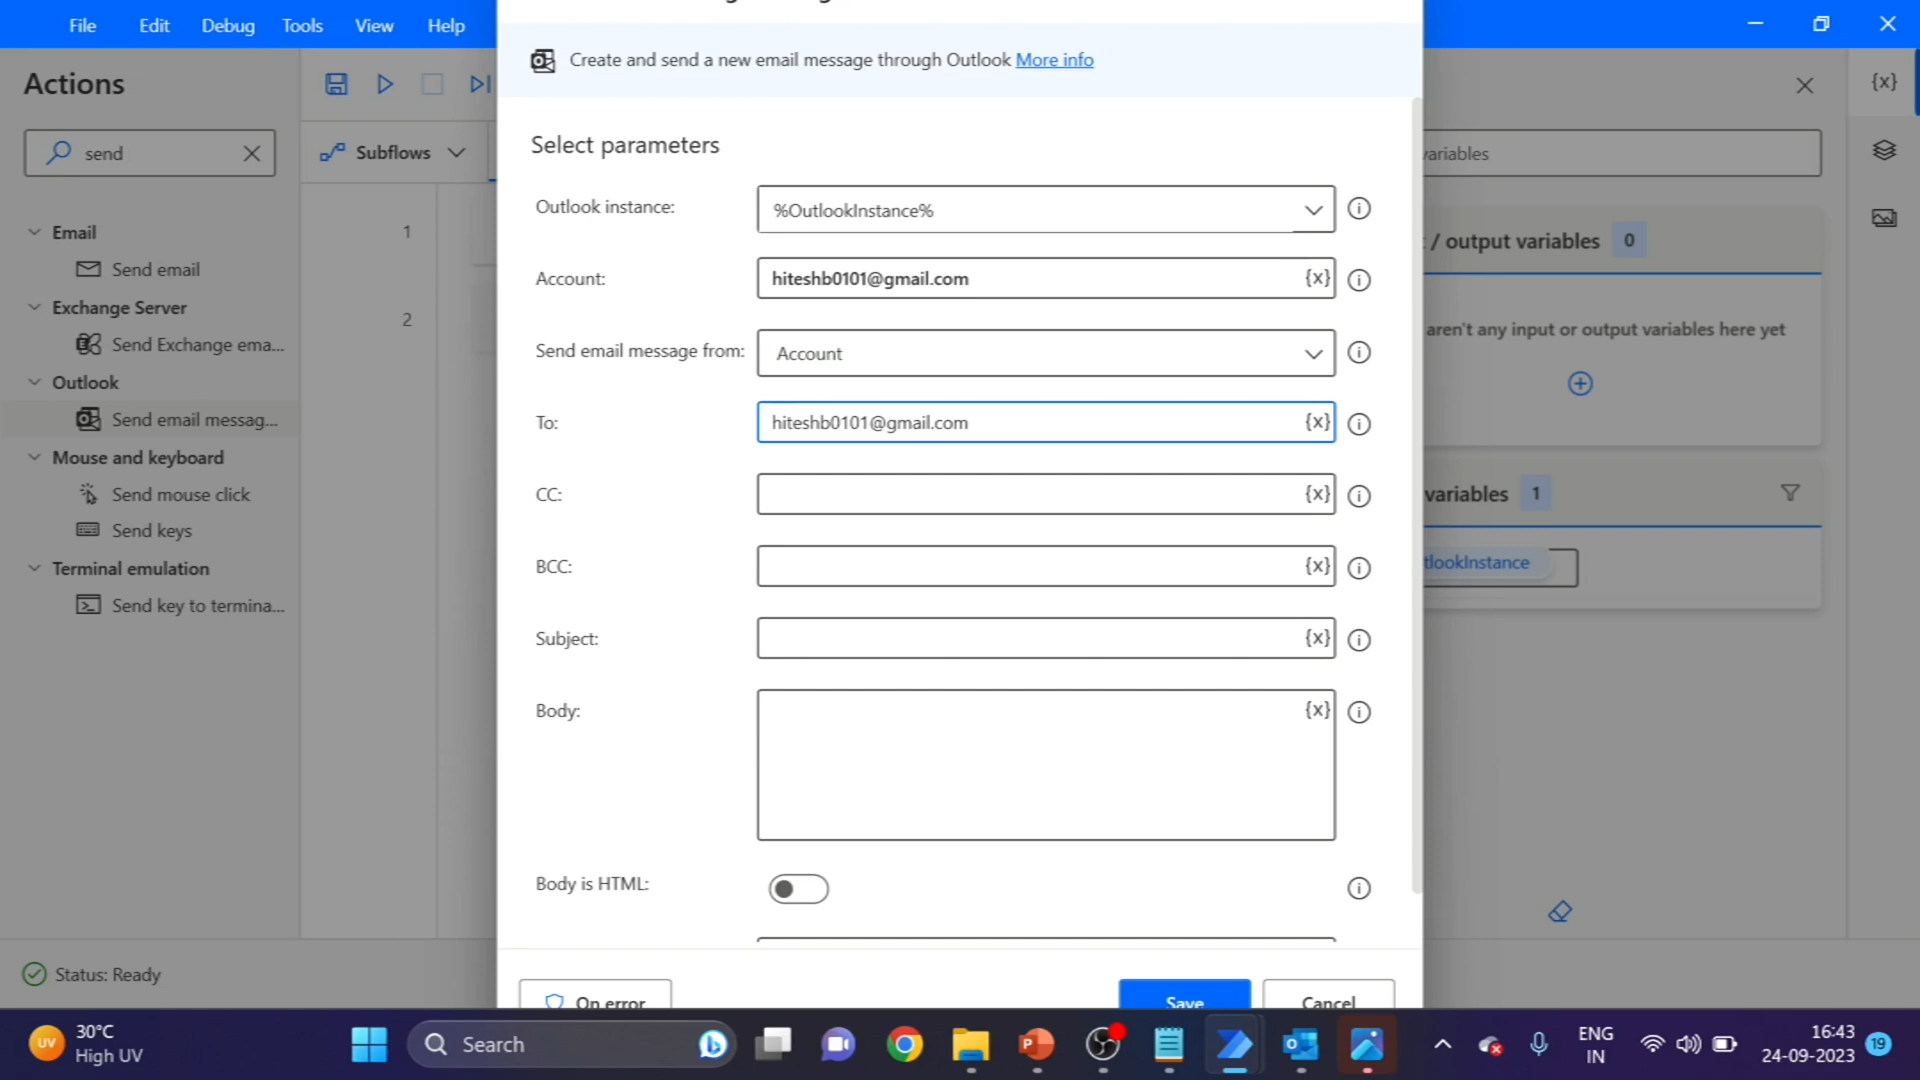 File Edit Debug Tools View Help
Actions
send
Email
Send email
Exchange Server
Send Exchange ema...
Outlook
Send email messag...
Mouse and keyboard
Send mouse click
Send keys
Terminal emulation
Send key to termina...
Status: Ready
Subflows
1
2
Create and send a new email message through Outlook More info
Select parameters
Outlook instance: %OutlookInstance%
Account: hiteshb0101@gmail.com {x}
Send email message from: Account
To: hiteshb0101@gmail.com {x}
CC: {x}
BCC: {x}
Subject: {x}
Body: {x}
Body is HTML:
On error
Save Cancel
{x}
variables
/ output variables 0
aren't any input or output variables here yet
variables 1
tlookInstance
UV
30°C
High UV
Search
ENG
IN
16:43
24-09-2023
19